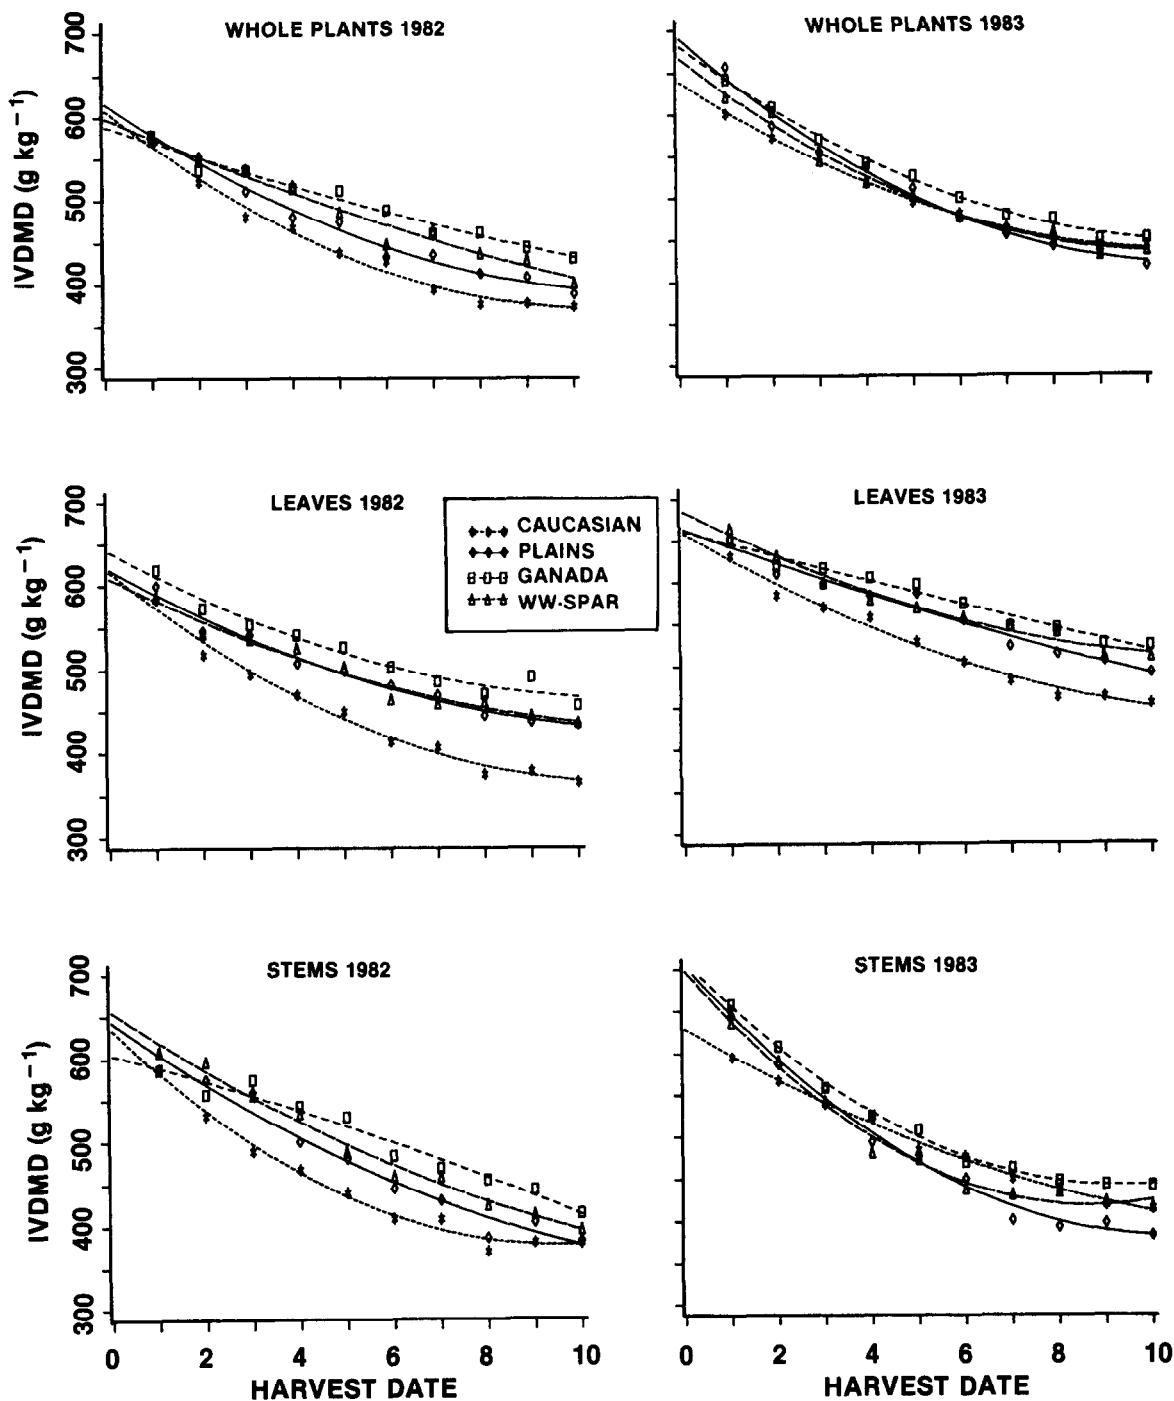 WHOLE PLANTS 1982
WHOLE PLANTS 1983
IVDMD (g kg⁻¹)
700
600
500
400
300
LEAVES 1982
LEAVES 1983
CAUCASIAN
PLAINS
GANADA
WW-SPAR
IVDMD (g kg⁻¹)
700
600
500
400
300
STEMS 1982
STEMS 1983
IVDMD (g kg⁻¹)
700
600
500
400
300
0 2 4 6 8 10
0 2 4 6 8 10
HARVEST DATE
HARVEST DATE